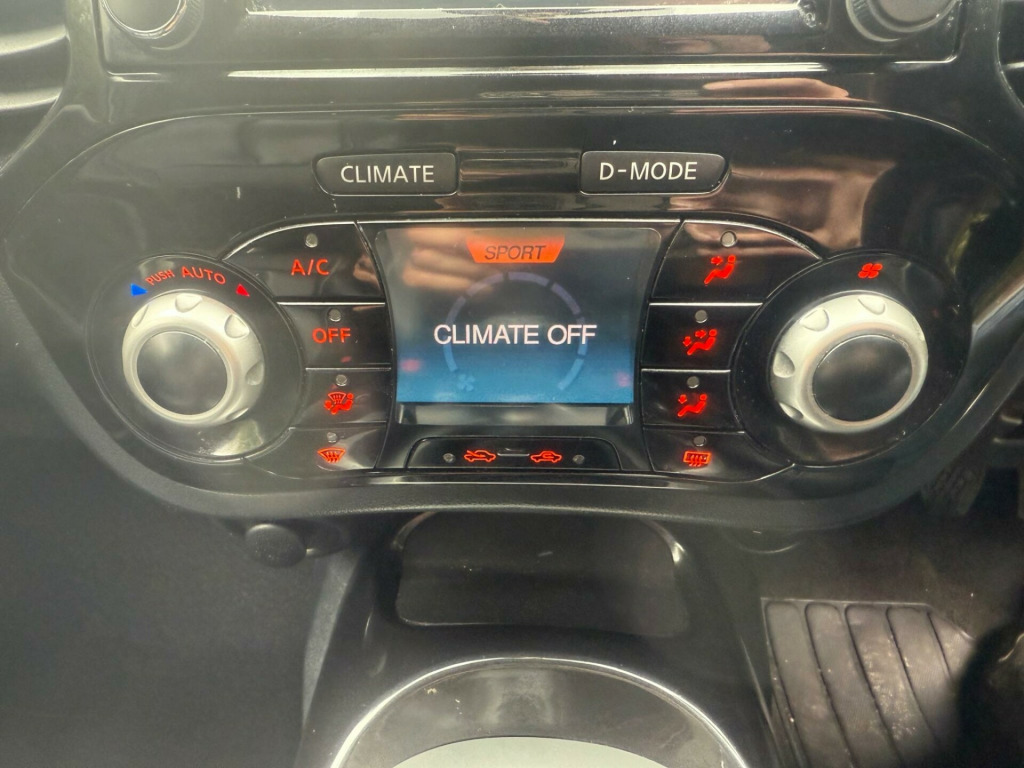 CLIMATE
D-MODE
SPORT
PUSH AUTO
A/C
OFF
CLIMATE OFF